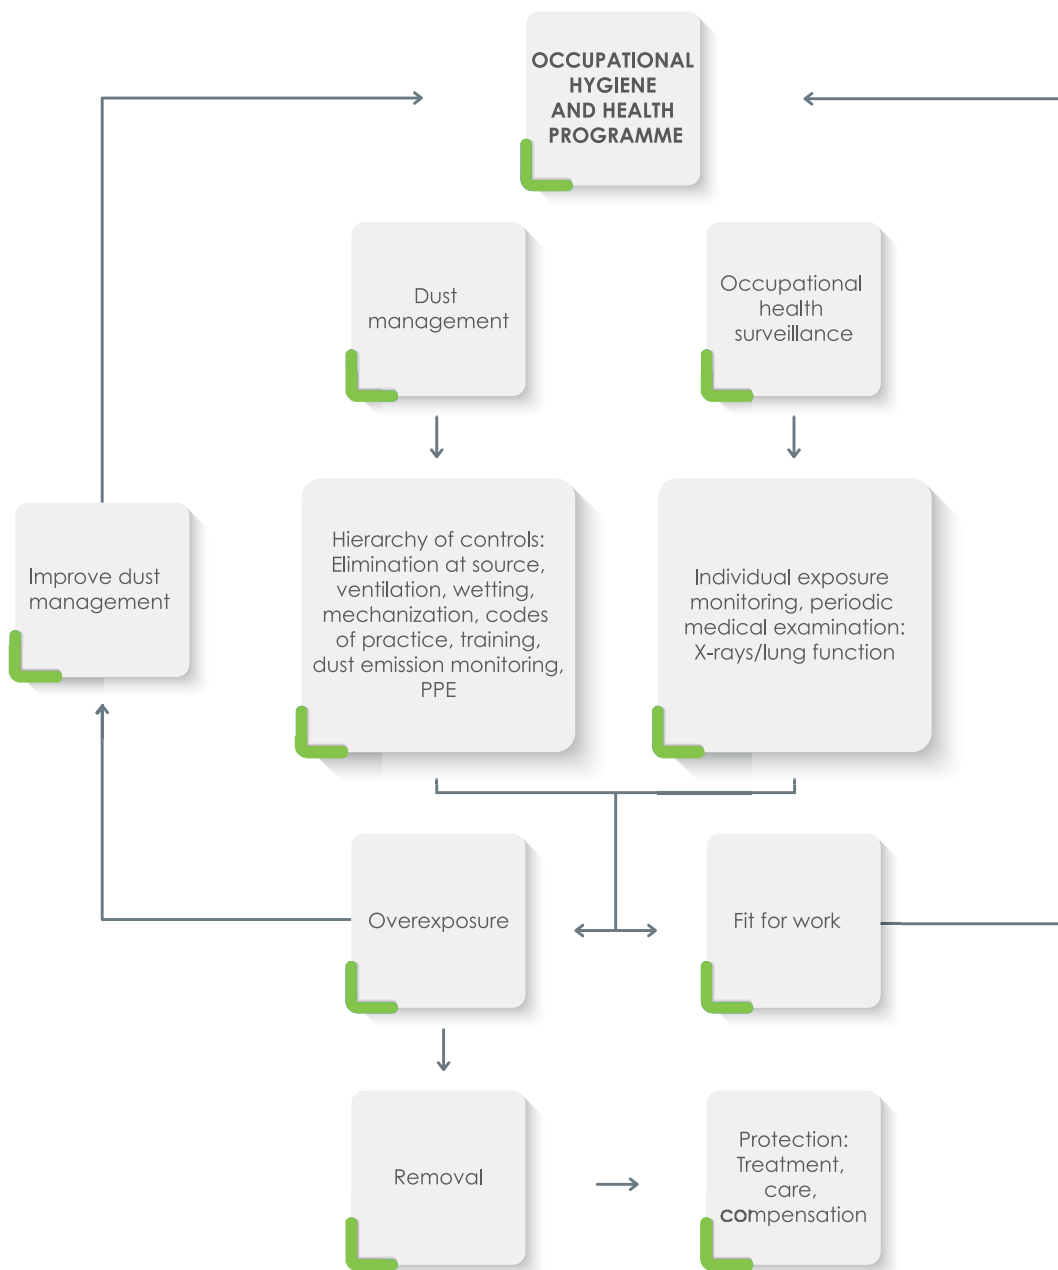 OCCUPATIONAL
HYGIENE
AND HEALTH
PROGRAMME
Dust
management
Occupational
health
surveillance
Hierarchy of controls:
Elimination at source,
ventilation, wetting,
mechanization, codes
of practice, training,
dust emission monitoring,
PPE
Individual exposure
monitoring, periodic
medical examination:
X-rays/lung function
Improve dust
management
Overexposure
Fit for work
Removal
Protection:
Treatment,
care,
compensation